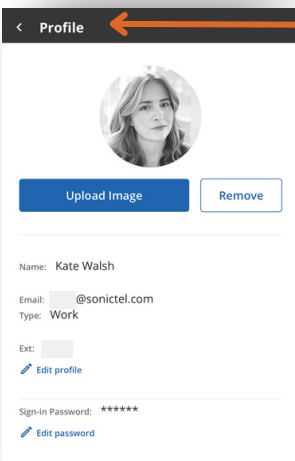 Profile
Upload Image
Remove
Name: Kate Walsh
Email: @sonictel.com
Type: Work
Ext:
Edit profile
Sign-in Password: ******
Edit password